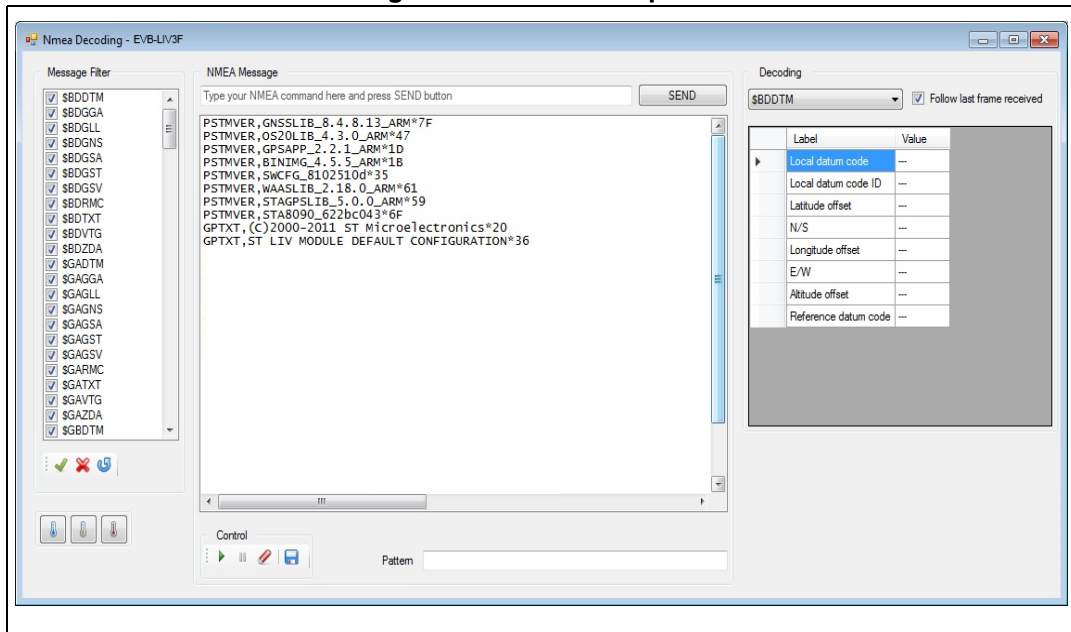 Nmea Decoding - EVB-LIV3F
Message Filter
$BDDTM
$BDGGA
$BDGLL
$BDGNS
$BDGSA
$BDGST
$BDGSV
$BDRMC
$BDTXT
$BDVTG
$BDZDA
$GADTM
$GAGGA
$GAGLL
$GAGNS
$GAGSA
$GAGST
$GAGSV
$GARMC
$GATXT
$GAVTG
$GAZDA
$GBDTM
NMEA Message
Type your NMEA command here and press SEND button
SEND
PSTMVER,GNSSLIB_8.4.8.13_ARM*7F
PSTMVER,OS20LIB_4.3.0_ARM*47
PSTMVER,GPSAPP_2.2.1_ARM*1D
PSTMVER,BINIMG_4.5.5_ARM*1B
PSTMVER,SWCFG_8102510d*35
PSTMVER,WAASLIB_2.18.0_ARM*61
PSTMVER,STAGPSLIB_5.0.0_ARM*59
PSTMVER,STA8090_622bc043*6F
GPTXT,(C)2000-2011 ST Microelectronics*20
GPTXT,ST LIV MODULE DEFAULT CONFIGURATION*36
Control
Pattern
Decoding
$BDDTM
Follow last frame received
Label Value
Local datum code ---
Local datum code ID ---
Latitude offset ---
N/S ---
Longitude offset ---
E/W ---
Altitude offset ---
Reference datum code ---